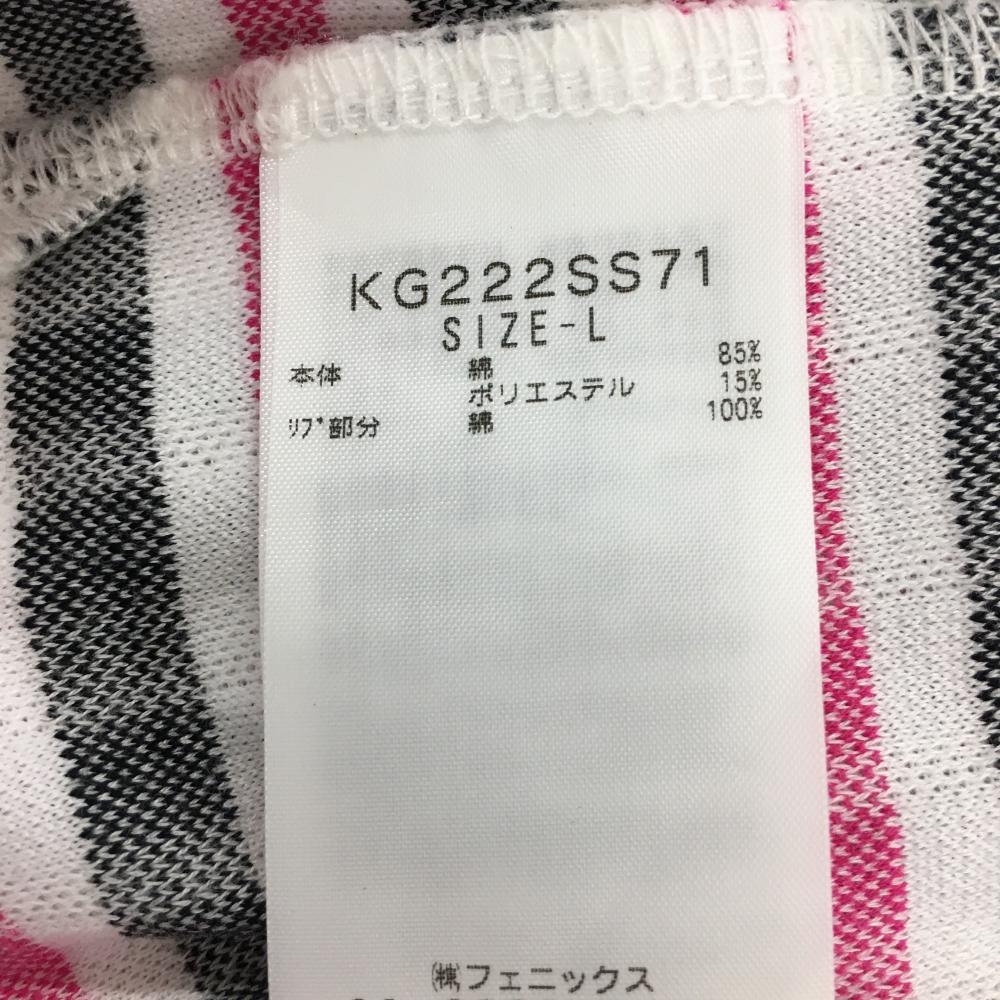 KG222SS71
SIZE-L
本体 綿 85%
ポリエステル 15%
ﾘﾌﾞ部分 綿 100%
㈱フェニックス